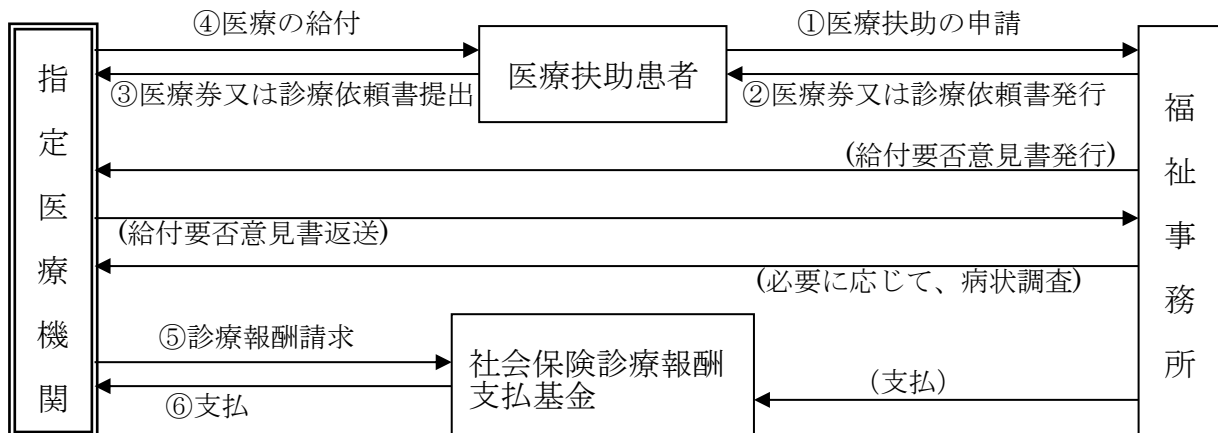 ④医療の給付
①医療扶助の申請
指定医療機関
医療扶助患者
福祉事務所
③医療券又は診療依頼書提出
②医療券又は診療依頼書発行
(給付要否意見書発行)
(給付要否意見書返送)
(必要に応じて、病状調査)
⑤診療報酬請求
社会保険診療報酬
支払基金
(支払)
⑥支払